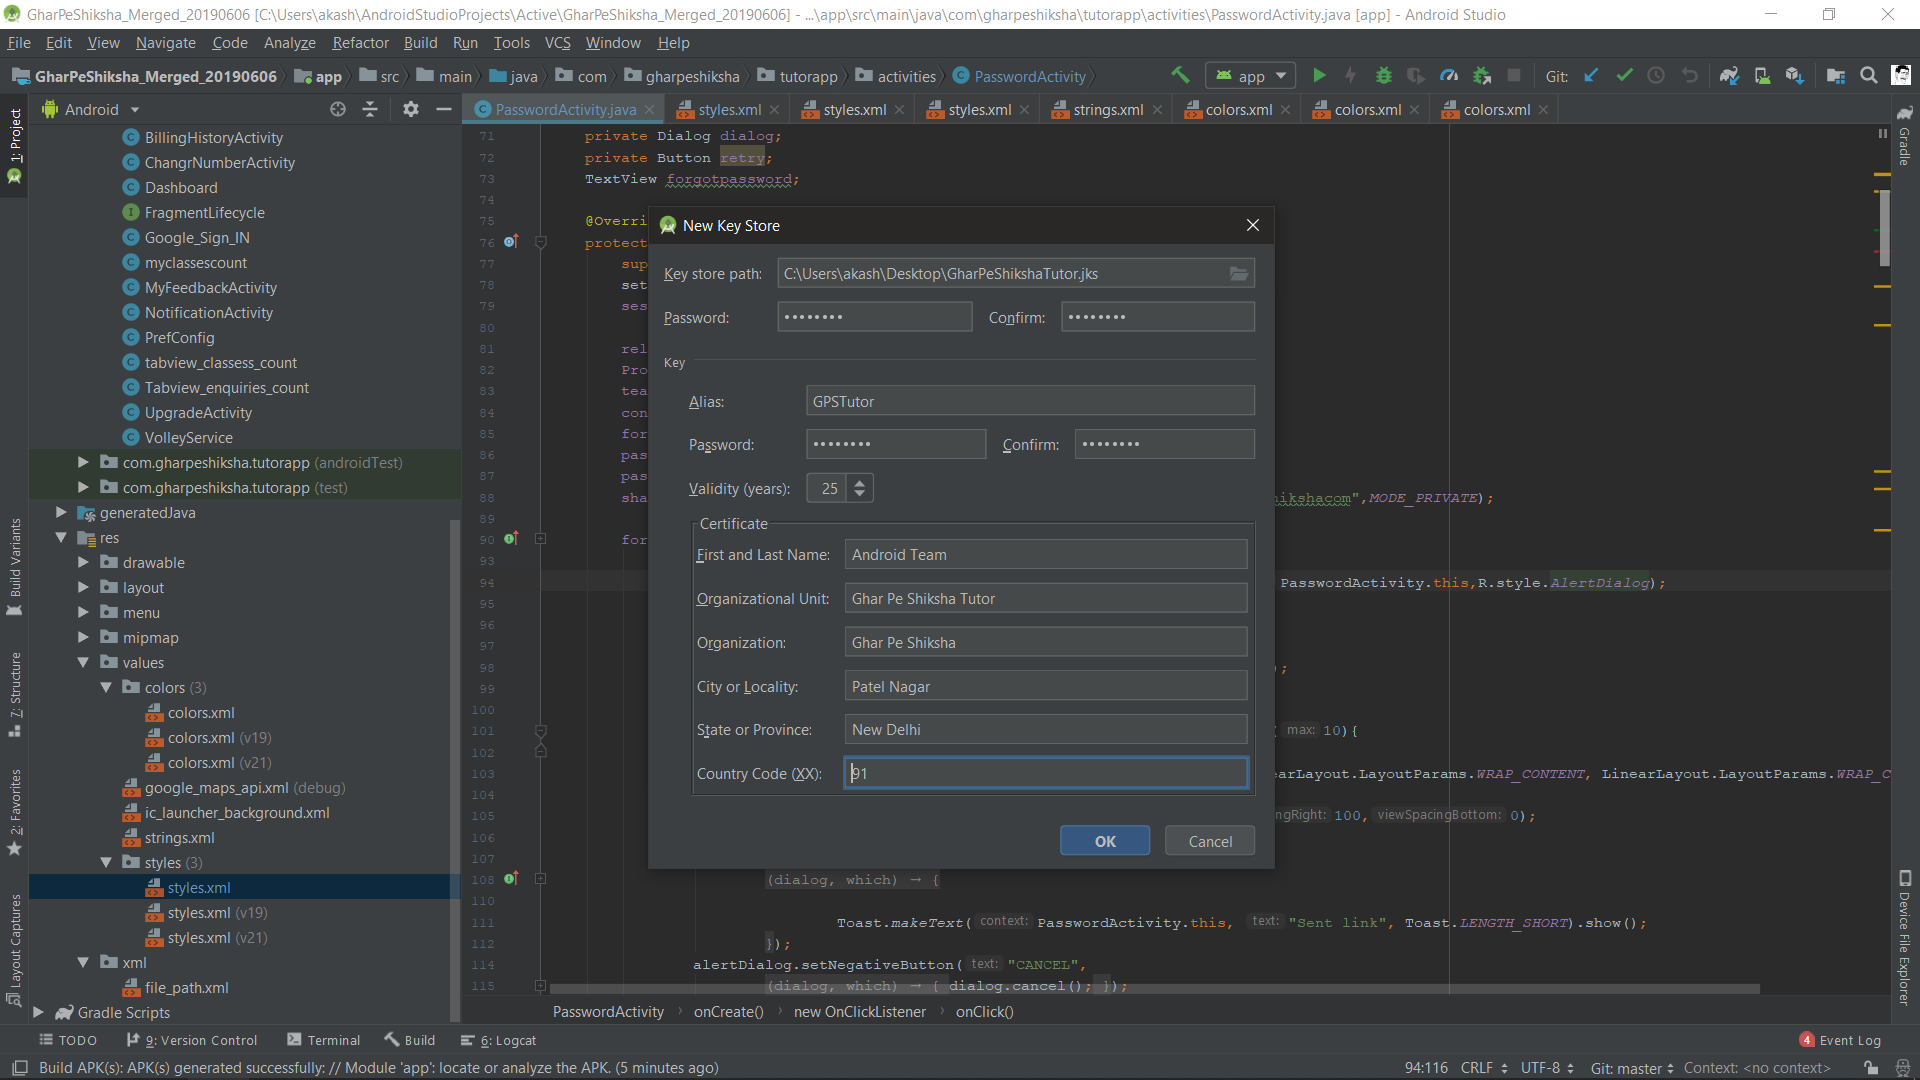 GharPeShiksha_Merged_20190606 [C:\Users\akash\AndroidStudioProjects\Active\GharPeShiksha_Merged_20190606] - ...\app\src\main\java\com\gharpeshiksha\tutorapp\activities\PasswordActivity.java [app] - Android Studio
File Edit View Navigate Code Analyze Refactor Build Run Tools VCS Window Help
GharPeShiksha_Merged_20190606 app src main java com gharpeshiksha tutorapp activities PasswordActivity app Git:
Android
PasswordActivity.java styles.xml styles.xml styles.xml strings.xml colors.xml colors.xml colors.xml
1: Project
Build Variants
7: Structure
2: Favorites
Layout Captures
BillingHistoryActivity
ChangrNumberActivity
Dashboard
FragmentLifecycle
Google_Sign_IN
myclassescount
MyFeedbackActivity
NotificationActivity
PrefConfig
tabview_classess_count
Tabview_enquiries_count
UpgradeActivity
VolleyService
com.gharpeshiksha.tutorapp (androidTest)
com.gharpeshiksha.tutorapp (test)
generatedJava
res
drawable
layout
menu
mipmap
values
colors (3)
colors.xml
colors.xml (v19)
colors.xml (v21)
google_maps_api.xml (debug)
ic_launcher_background.xml
strings.xml
styles (3)
styles.xml
styles.xml (v19)
styles.xml (v21)
xml
file_path.xml
Gradle Scripts
71 private Dialog dialog;
72 private Button retry;
73 TextView forgotpassword;
74
75 @Overri
76 protect
77 sup
78 set
79 ses
80
81 rel
82 Pro
83 tea
84 con
85 for
86 pas
87 pas
88 sha ikshacom",MODE_PRIVATE);
89
90 for
93
94 PasswordActivity.this,R.style.AlertDialog);
95
96
97
98 );
99
100
101 ( max: 10){
102
103 earLayout.LayoutParams.WRAP_CONTENT, LinearLayout.LayoutParams.WRAP_C
104
105 ngRight: 100, viewSpacingBottom: 0);
106
107
108 (dialog, which) → {
110
111 Toast.makeText( context: PasswordActivity.this, text: "Sent link", Toast.LENGTH_SHORT).show();
112 });
114 alertDialog.setNegativeButton( text: "CANCEL",
115 (dialog, which) → { dialog.cancel(); });
New Key Store
Key store path: C:\Users\akash\Desktop\GharPeShikshaTutor.jks
Password: •••••••• Confirm: ••••••••
Key
Alias: GPSTutor
Password: •••••••• Confirm: ••••••••
Validity (years): 25
Certificate
First and Last Name: Android Team
Organizational Unit: Ghar Pe Shiksha Tutor
Organization: Ghar Pe Shiksha
City or Locality: Patel Nagar
State or Province: New Delhi
Country Code (XX): 91
OK Cancel
Gradle
Device File Explorer
PasswordActivity › onCreate() › new OnClickListener › onClick()
TODO 9: Version Control Terminal Build 6: Logcat 4 Event Log
Build APK(s): APK(s) generated successfully: // Module 'app': locate or analyze the APK. (5 minutes ago) 94:116 CRLF UTF-8 Git: master Context: <no context>